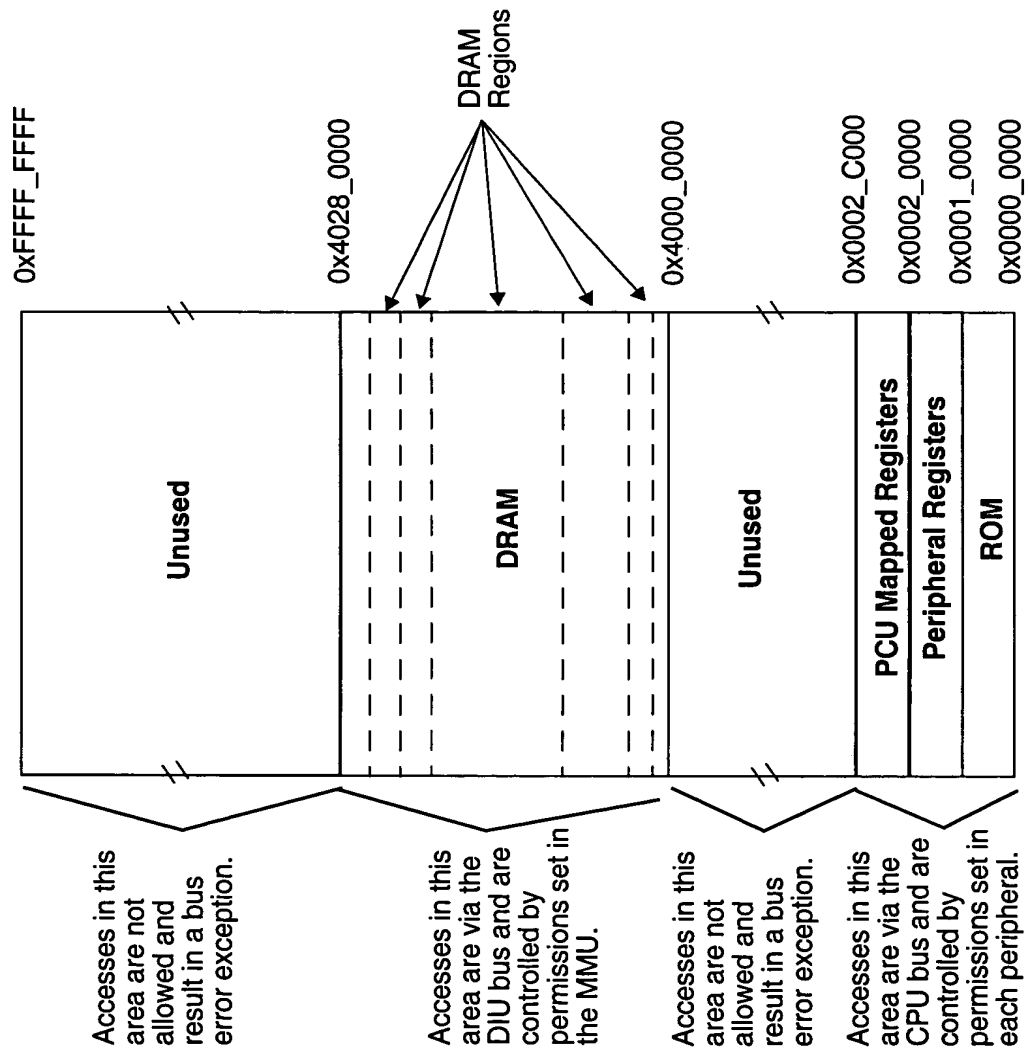 0xFFFF_FFFF
Unused
Accesses in this
area are not
allowed and
result in a bus
error exception.
0x4028_0000
DRAM
Regions
DRAM
Accesses in this
area are via the
DIU bus and are
controlled by
permissions set in
the MMU.
0x4000_0000
Unused
Accesses in this
area are not
allowed and
result in a bus
error exception.
0x0002_C000
PCU Mapped Registers
0x0002_0000
Peripheral Registers
0x0001_0000
ROM
0x0000_0000
Accesses in this
area are via the
CPU bus and are
controlled by
permissions set in
each peripheral.